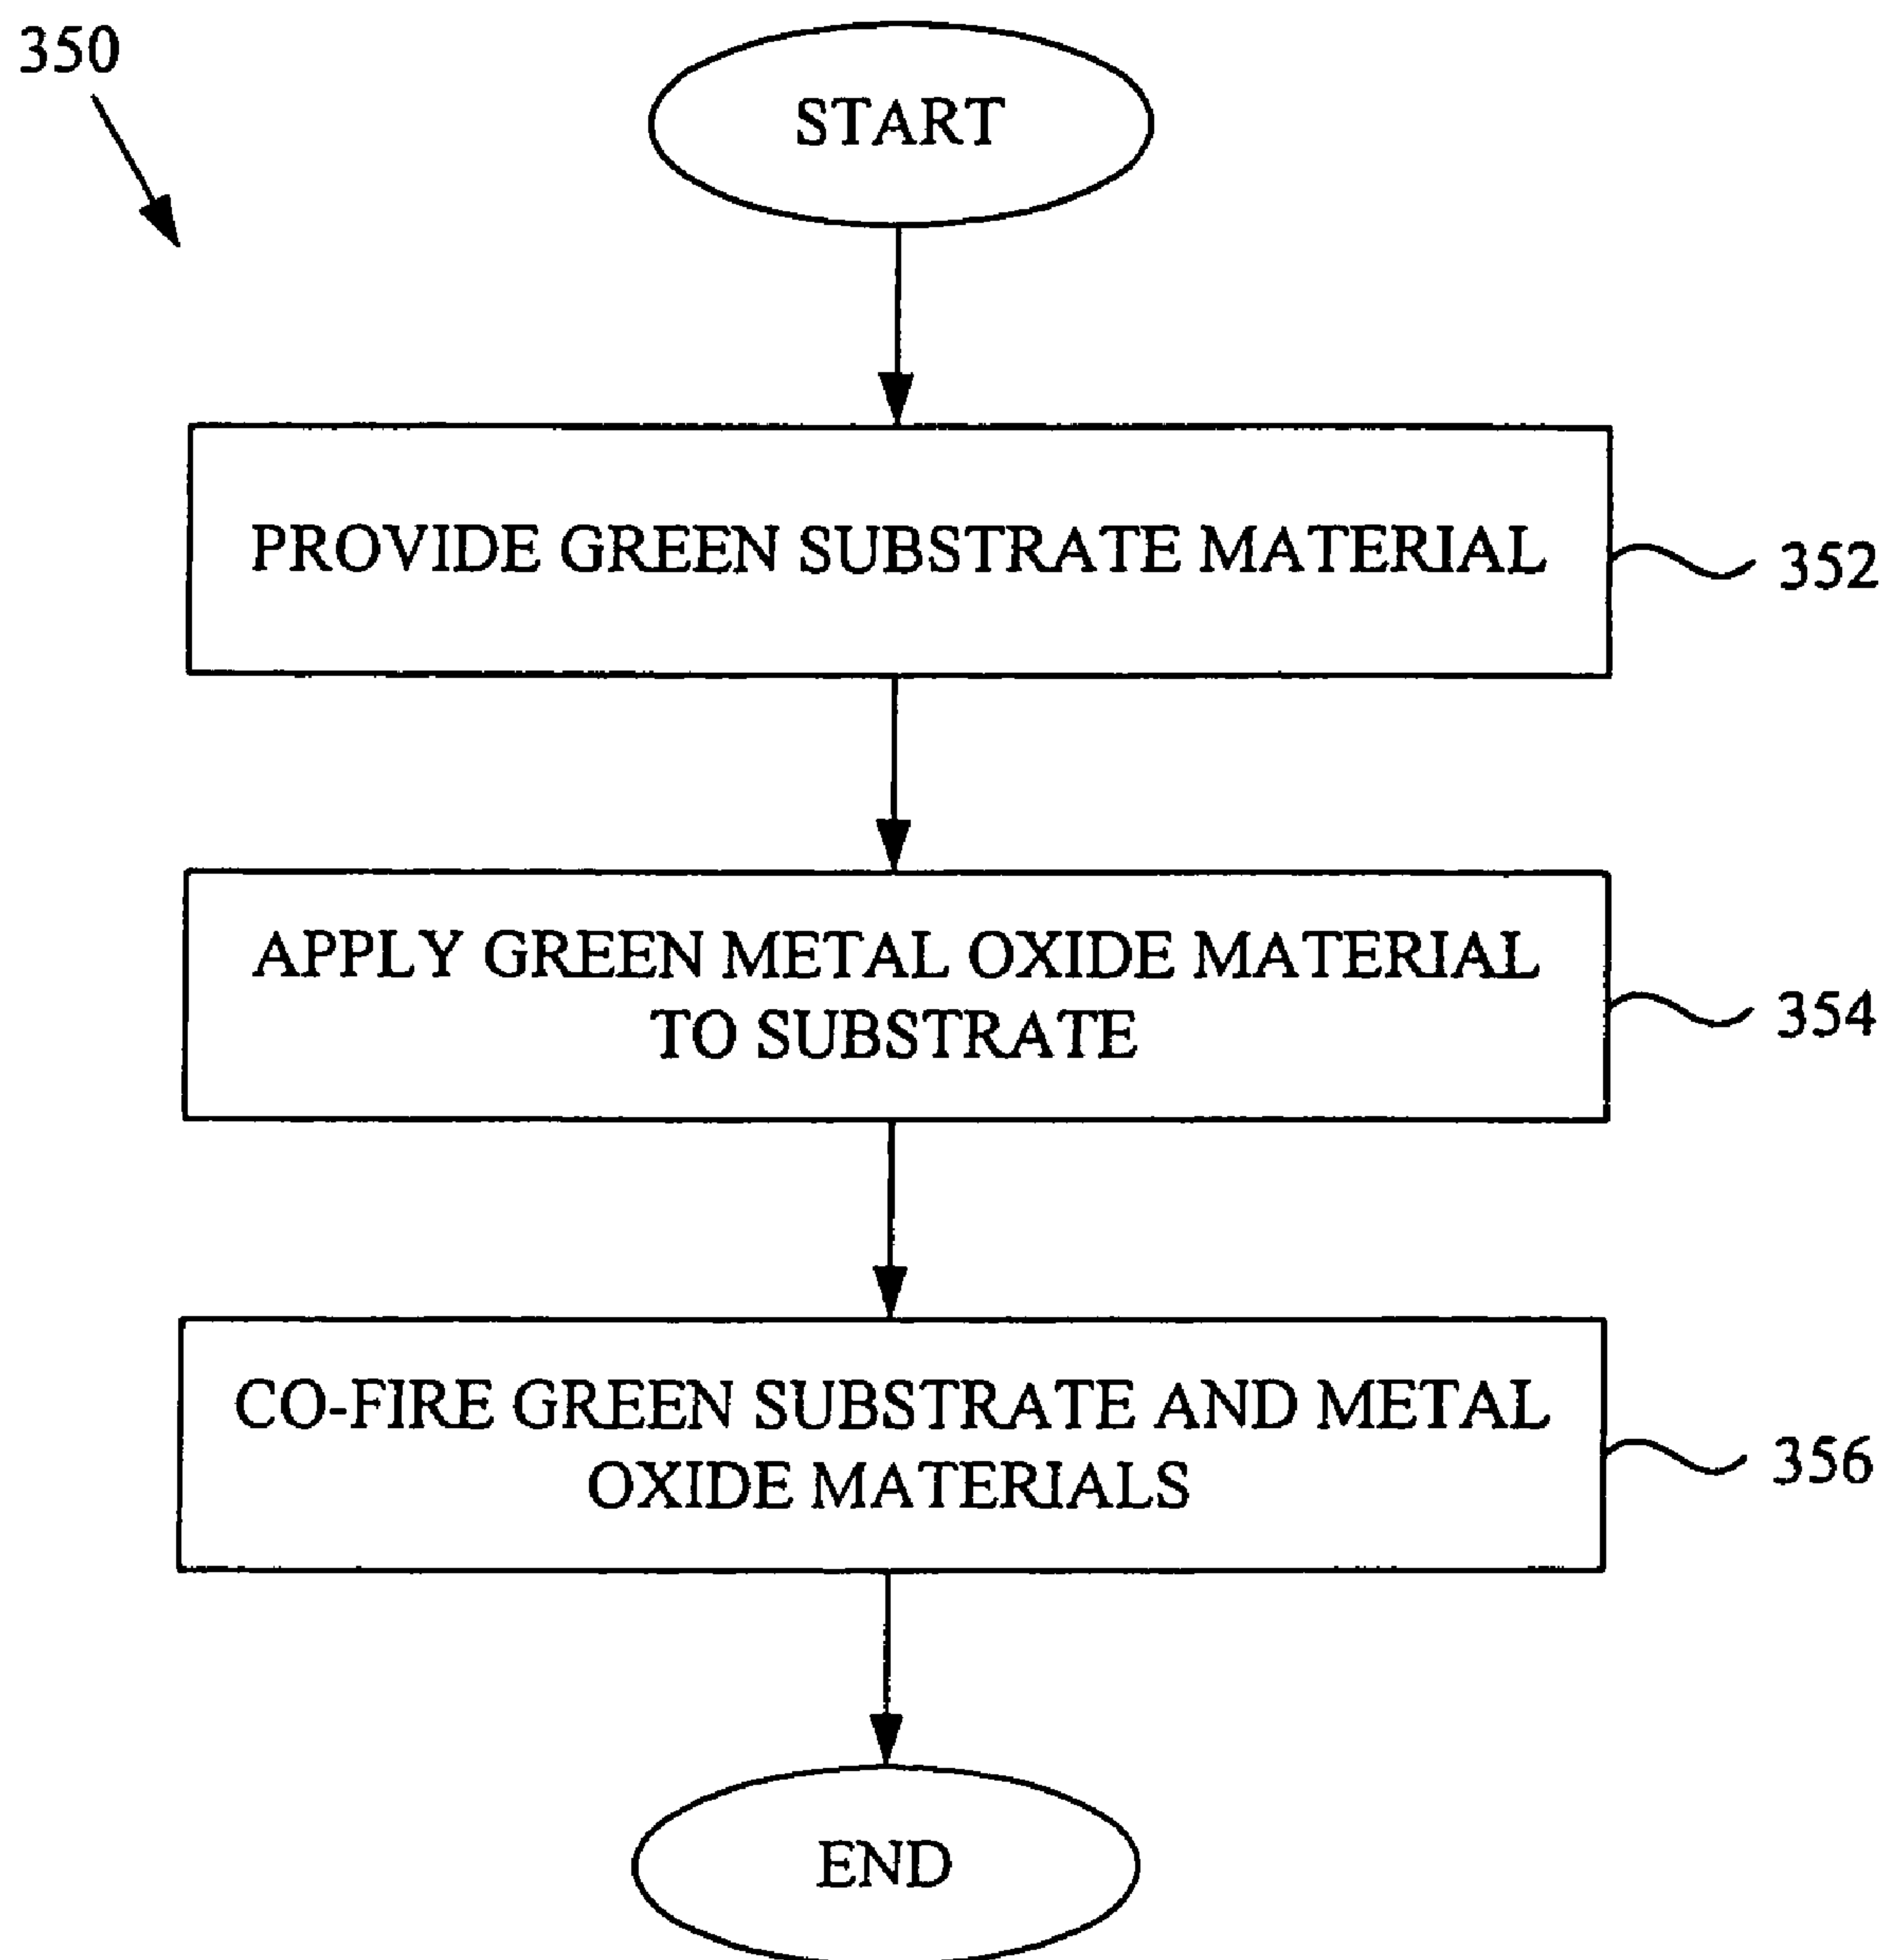 350
START
PROVIDE GREEN SUBSTRATE MATERIAL
352
APPLY GREEN METAL OXIDE MATERIAL
TO SUBSTRATE
354
CO-FIRE GREEN SUBSTRATE AND METAL
OXIDE MATERIALS
356
END